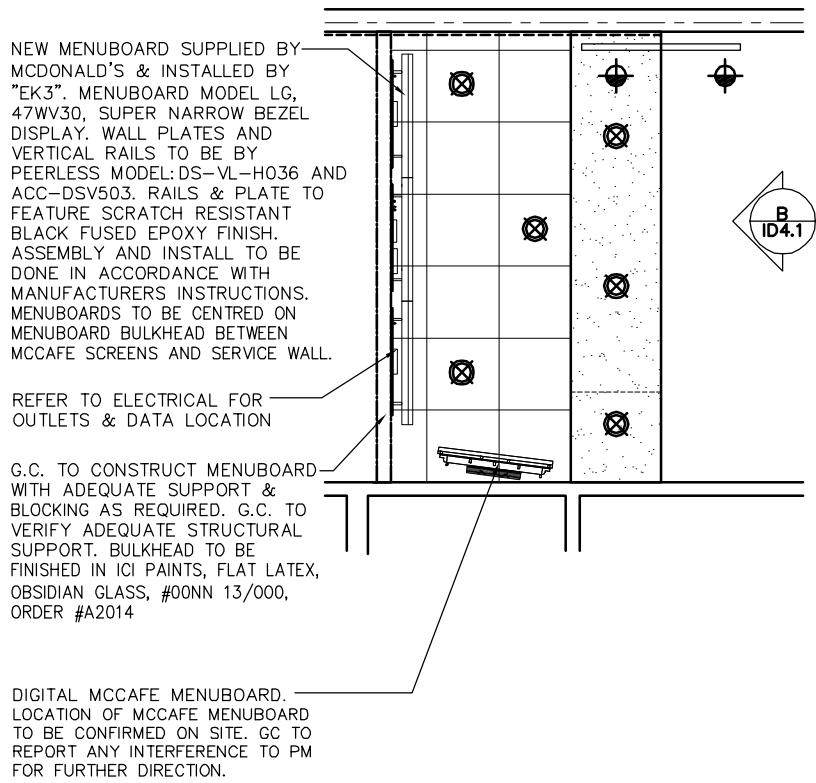 NEW MENUBOARD SUPPLIED BY
MCDONALD'S & INSTALLED BY
"EK3". MENUBOARD MODEL LG,
47WV30, SUPER NARROW BEZEL
DISPLAY. WALL PLATES AND
VERTICAL RAILS TO BE BY
PEERLESS MODEL: DS-VL-H036 AND
ACC-DSV503. RAILS & PLATE TO
FEATURE SCRATCH RESISTANT
BLACK FUSED EPOXY FINISH.
ASSEMBLY AND INSTALL TO BE
DONE IN ACCORDANCE WITH
MANUFACTURERS INSTRUCTIONS.
MENUBOARDS TO BE CENTRED ON
MENUBOARD BULKHEAD BETWEEN
MCCAFE SCREENS AND SERVICE WALL.
REFER TO ELECTRICAL FOR
OUTLETS & DATA LOCATION
G.C. TO CONSTRUCT MENUBOARD
WITH ADEQUATE SUPPORT &
BLOCKING AS REQUIRED. G.C. TO
VERIFY ADEQUATE STRUCTURAL
SUPPORT. BULKHEAD TO BE
FINISHED IN ICI PAINTS, FLAT LATEX,
OBSIDIAN GLASS, #00NN 13/000,
ORDER #A2014
DIGITAL MCCAFE MENUBOARD.
LOCATION OF MCCAFE MENUBOARD
TO BE CONFIRMED ON SITE. GC TO
REPORT ANY INTERFERENCE TO PM
FOR FURTHER DIRECTION.
B
ID4.1